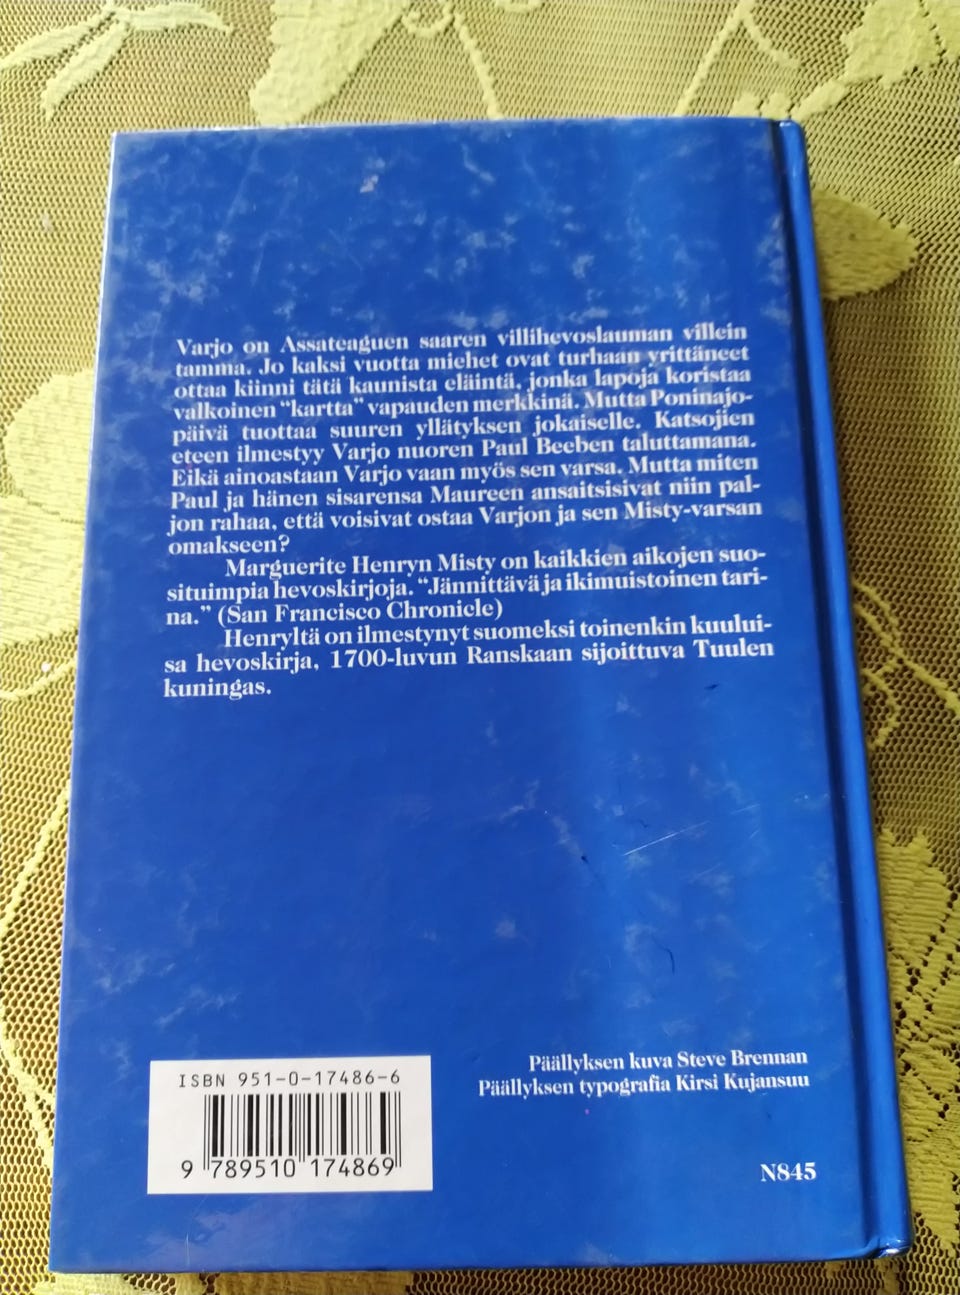 Varjo on Assateaguen saaren villihevoslauman villein
tamma. Jo kaksi vuotta miehet ovat turhaan yrittäneet
ottaa kiinni tätä kaunista eläintä, jonka lapoja koristaa
valkoinen “kartta” vapauden merkkinä. Mutta Poninajo-
päivä tuottaa suuren yllätyksen jokaiselle. Katsojien
eteen ilmestyy Varjo nuoren Paul Beeben taluttamana.
Eikä ainoastaan Varjo vaan myös sen varsa. Mutta miten
Paul ja hänen sisarensa Maureen ansaitsisivat niin pal-
jon rahaa, että voisivat ostaa Varjon ja sen Misty-varsan
omakseen?
Marguerite Henryn Misty on kaikkien aikojen suo-
situimpia hevoskirjoja. “Jännittävä ja ikimuistoinen tari-
na.” (San Francisco Chronicle)
Henryltä on ilmestynyt suomeksi toinenkin kuului-
sa hevoskirja, 1700-luvun Ranskaan sijoittuva Tuulen
kuningas.
Päällyksen kuva Steve Brennan
Päällyksen typografia Kirsi Kujansuu
ISBN 951-0-17486-6
9 789510 174869
N845